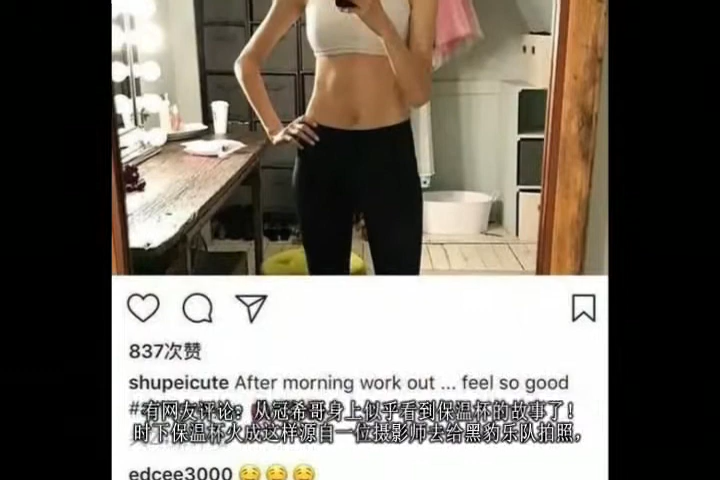 837次赞
shupeicute After morning work out ... feel so good
有网友评论：从冠希哥身上似乎看到保温杯的故事了！
时下保温杯火成这样源自一位摄影师去给黑豹乐队拍照，
edcee3000